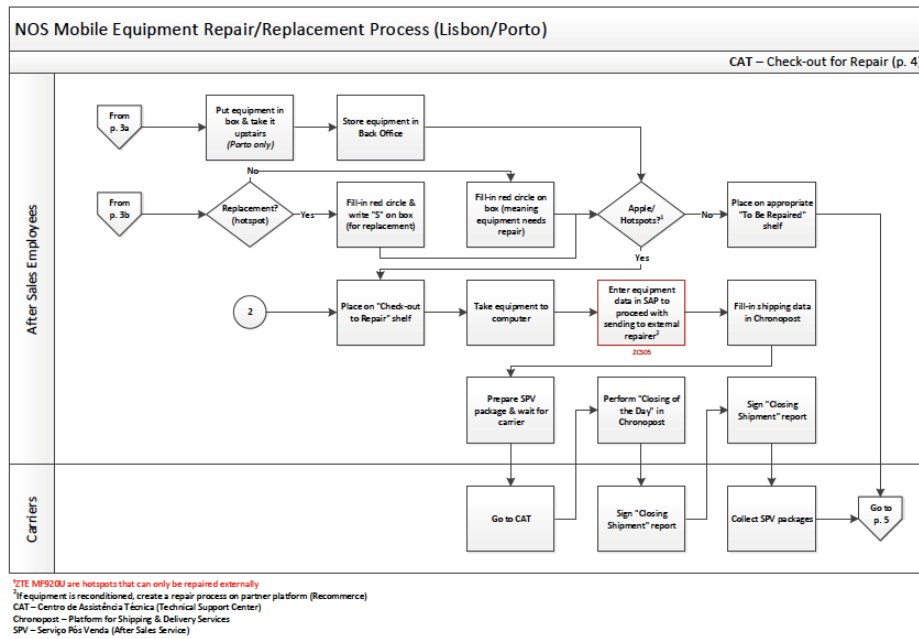 NOS Mobile Equipment Repair/Replacement Process (Lisbon/Porto)
CAT – Check-out for Repair (p. 4)
After Sales Employees
From
p. 3a
Put equipment in
box & take it
upstairs
(Porto only)
Store equipment in
Back Office
From
p. 3b
Replacement?
(hotspot)
No
Yes
Fill-in red circle &
write "S" on box
(for replacement)
Fill-in red circle on
box (meaning
equipment needs
repair)
Apple/
Hotspots?¹
No
Yes
Place on appropriate
"To Be Repaired"
shelf
2
Place on "Check-out
to Repair" shelf
Take equipment to
computer
Enter equipment
data in SAP to
proceed with
sending to external
repairer²
ZCS05
Fill-in shipping data
in Chronopost
Prepare SPV
package & wait for
carrier
Perform "Closing of
the Day" in
Chronopost
Sign "Closing
Shipment" report
Carriers
Go to CAT
Sign "Closing
Shipment" report
Collect SPV packages
Go to
p. 5
¹ZTE MF920U are hotspots that can only be repaired externally
²If equipment is reconditioned, create a repair process on partner platform (Recommerce)
CAT – Centro de Assistência Técnica (Technical Support Center)
Chronopost – Platform for Shipping & Delivery Services
SPV – Serviço Pós Venda (After Sales Service)